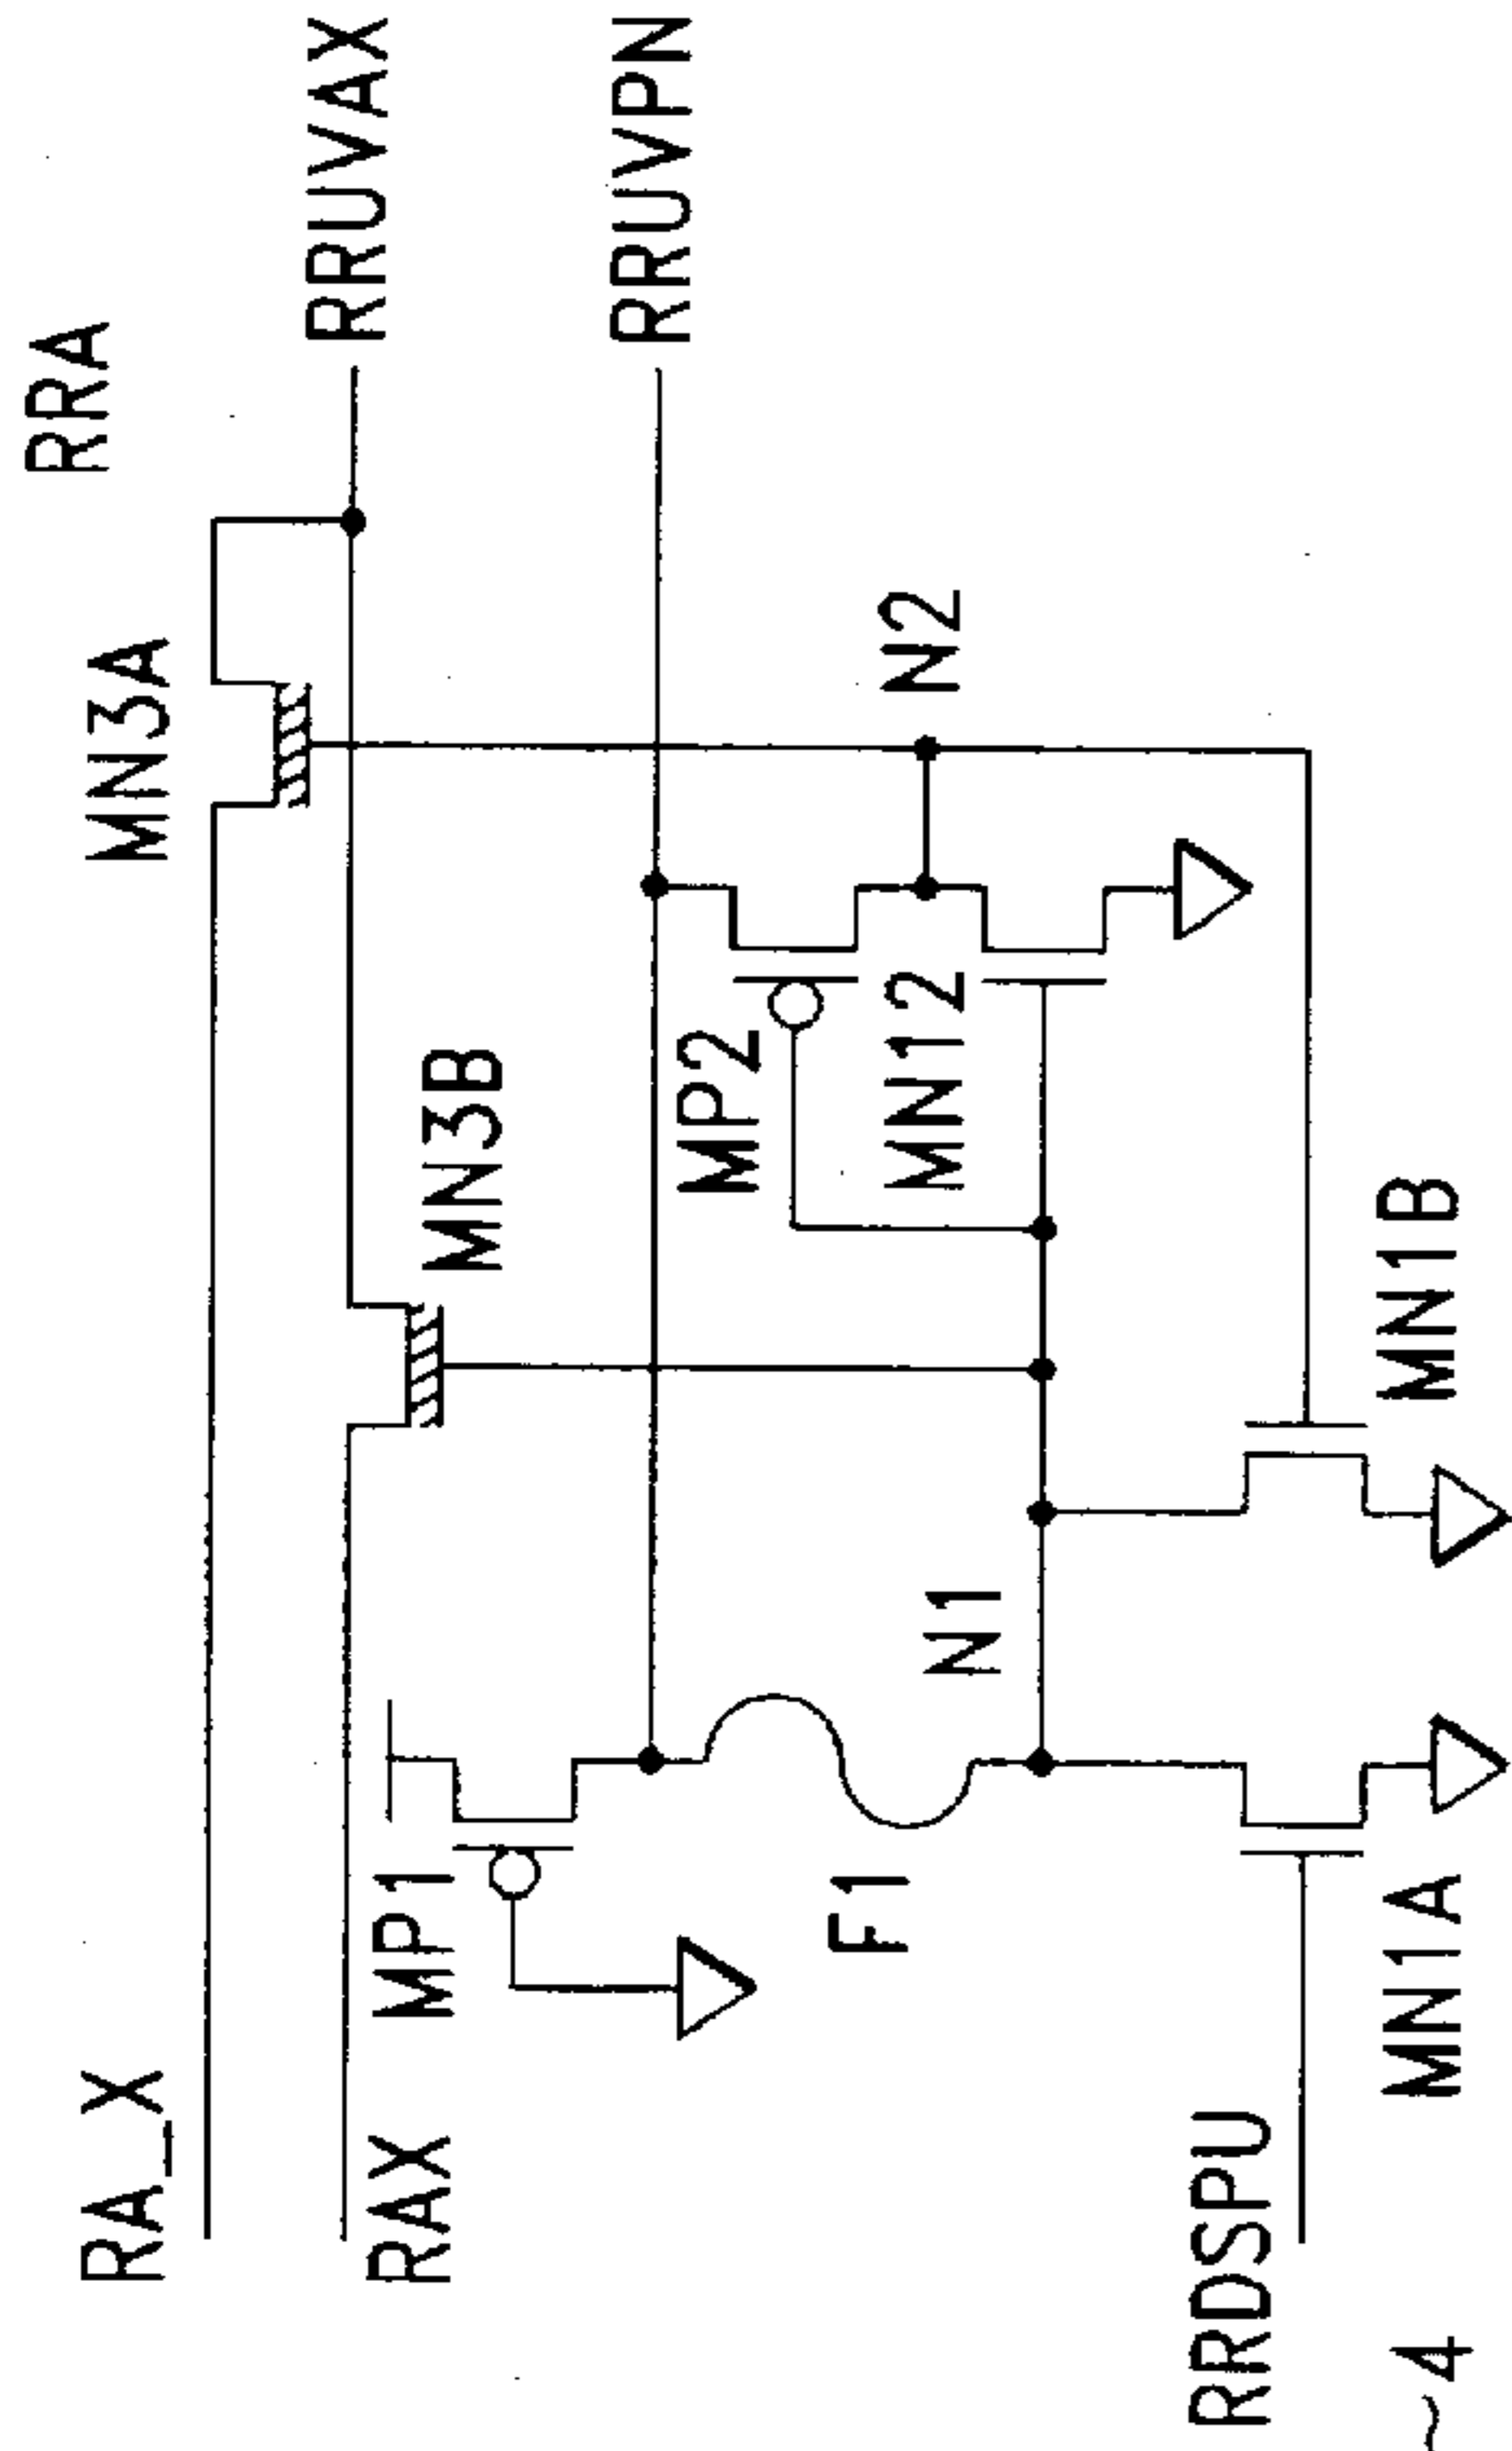 RRA
MN3A
RA_X
RRUVAX
MN3B
RAX
MP1
RRUVPN
MP2
F1
N2
MN12
N1
RRDSPU
MN1B
MN1A
4